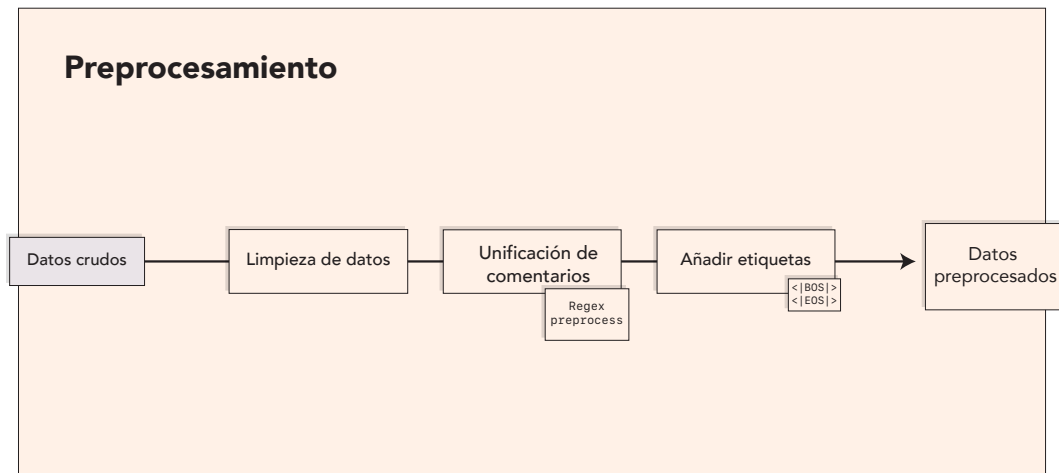 Preprocesamiento
Datos crudos
Limpieza de datos
Unificación de
comentarios
Regex
preprocess
Añadir etiquetas
<|BOS|>
<|EOS|>
Datos
preprocesados